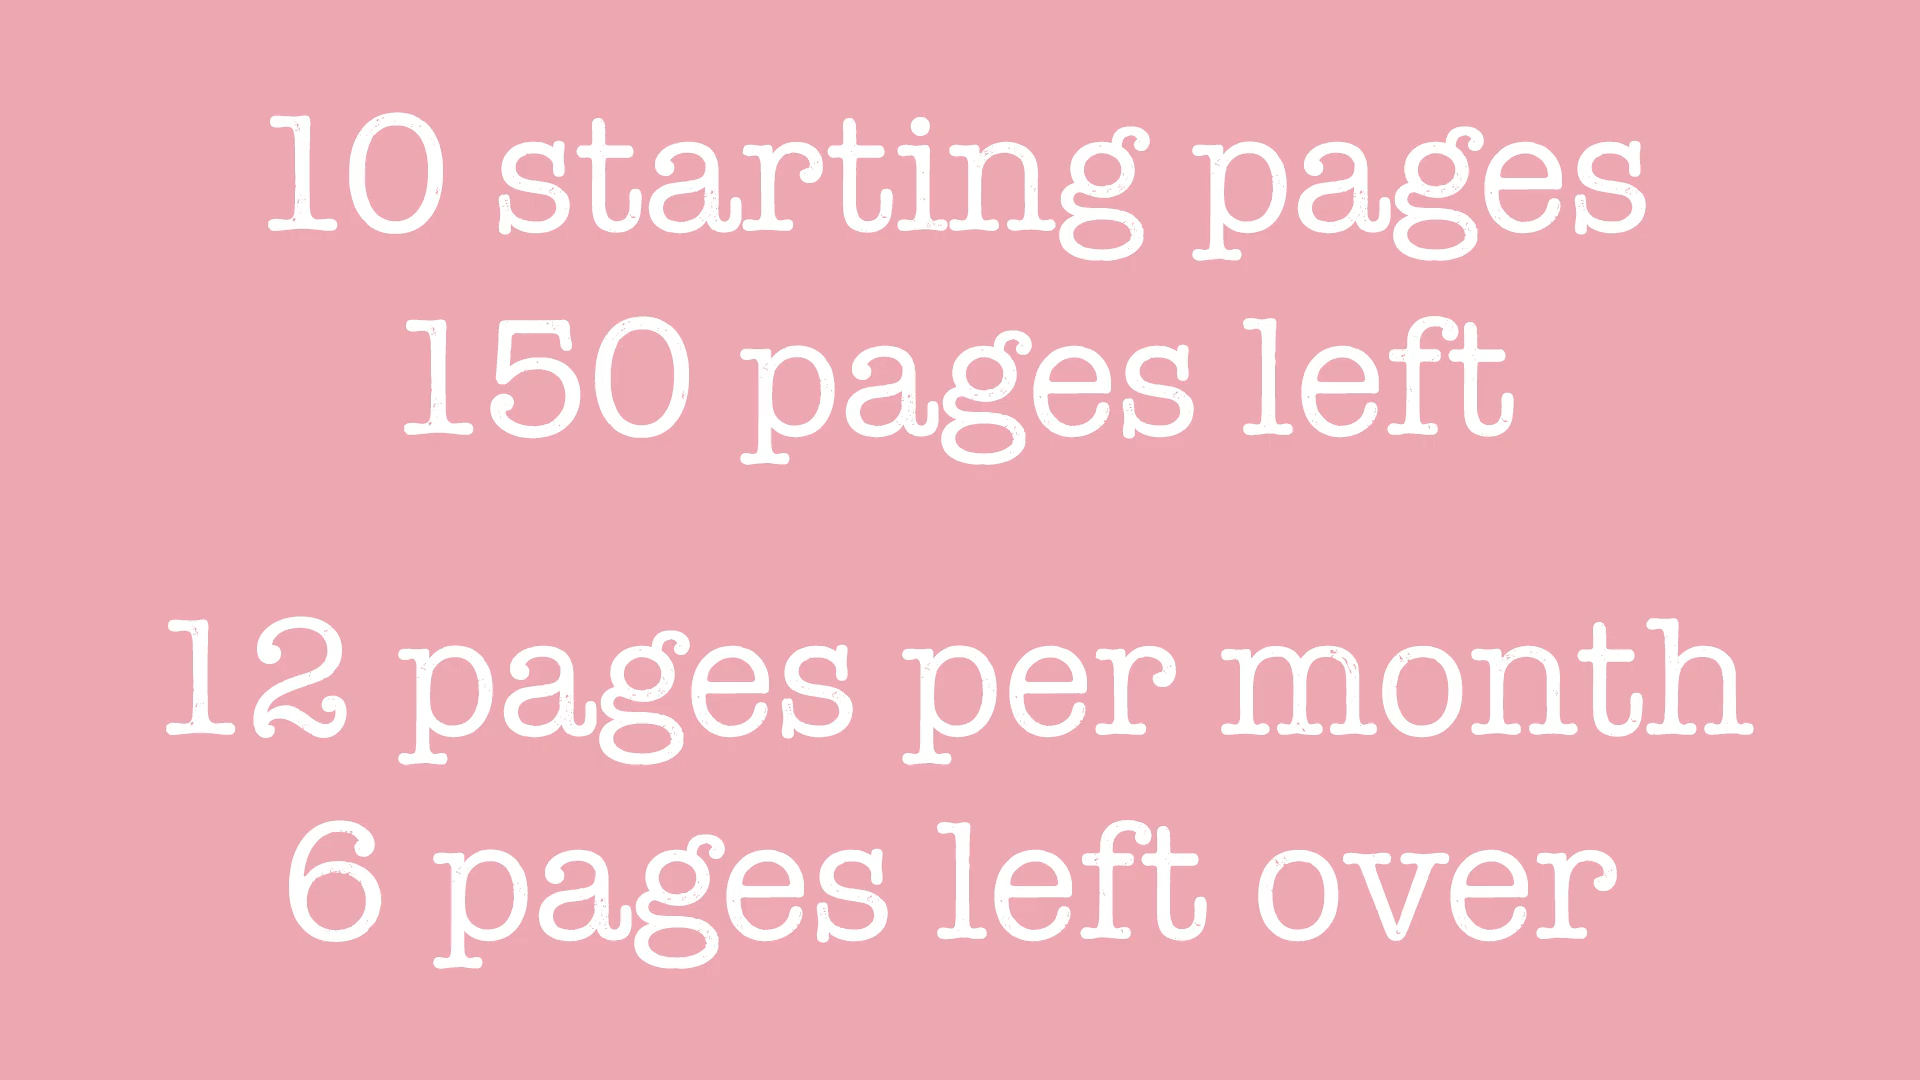 10 starting pages
150 pages left
12 pages per month
6 pages left over